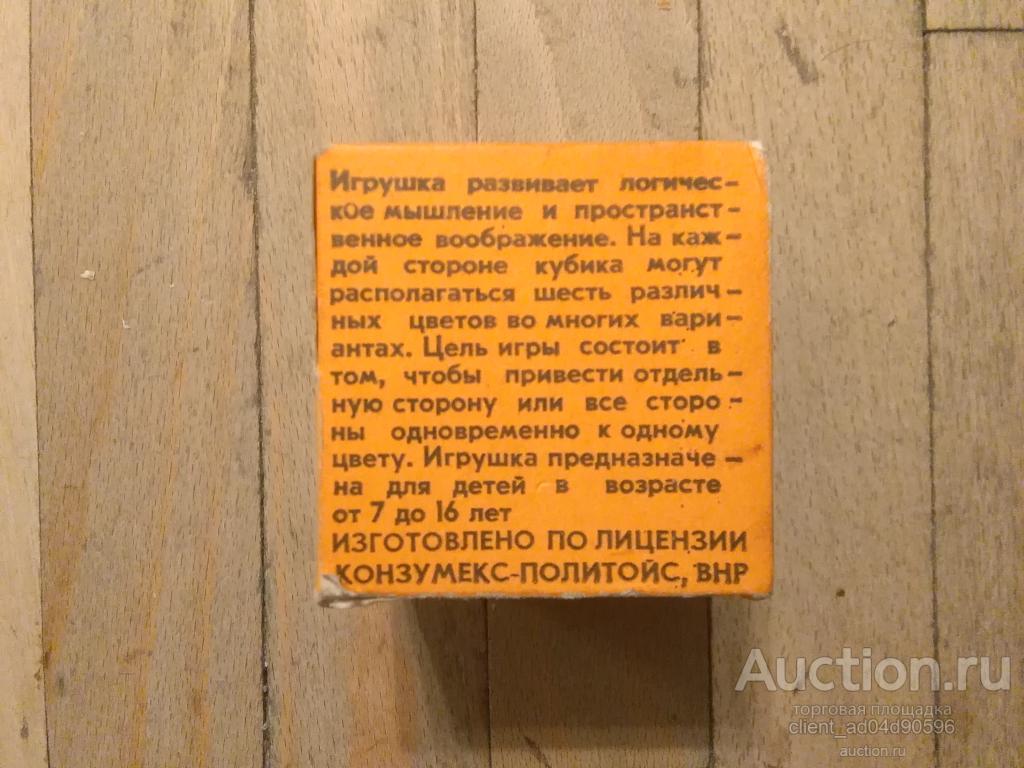 Игрушка развивает логичес-
кое мышление и пространст-
венное воображение. На каж-
дой стороне кубика могут
располагаться шесть различ-
ных цветов во многих вари-
антах. Цель игры состоит в
том, чтобы привести отдель-
ную сторону или все сторо-
ны одновременно к одному
цвету. Игрушка предназначе-
на для детей в возрасте
от 7 до 16 лет
ИЗГОТОВЛЕНО ПО ЛИЦЕНЗИИ
КОНЗУМЕКС-ПОЛИТОЙС, ВНР
Auction.ru
торговая площадка
client_ad04d90596
auction.ru